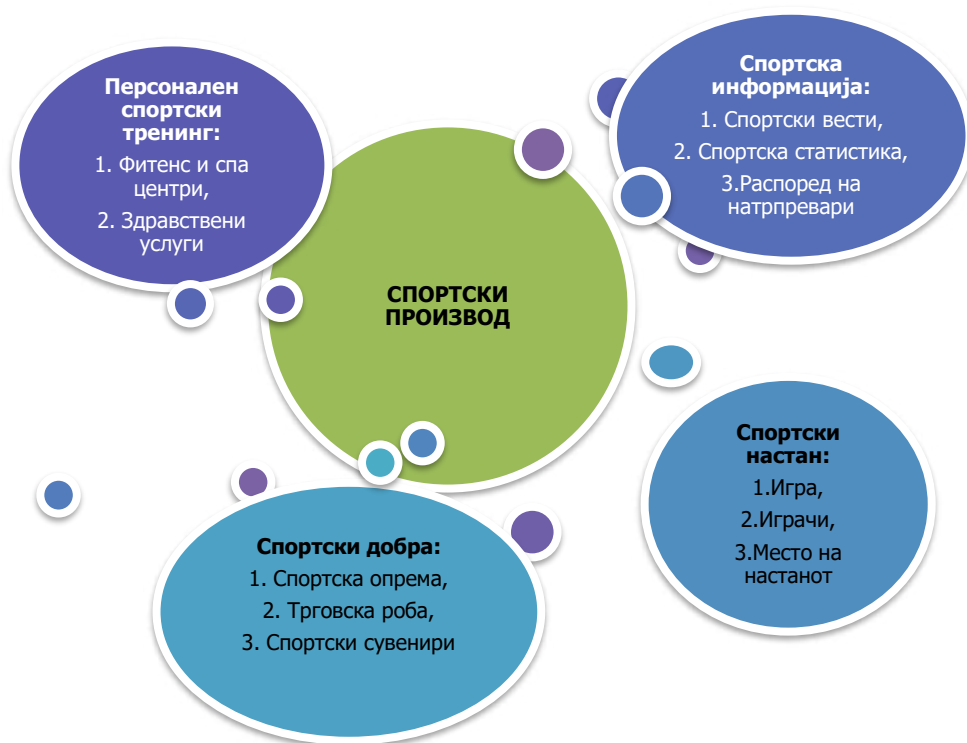 Персонален
спортски
тренинг:
1. Фитенс и спа
центри,
2. Здравствени
услуги
Спортска
информација:
1. Спортски вести,
2. Спортска статистика,
3.Распоред на
натрпревари
СПОРТСКИ
ПРОИЗВОД
Спортски
настан:
1.Игра,
2.Играчи,
3.Место на
настанот
Спортски добра:
1. Спортска опрема,
2. Трговска роба,
3. Спортски сувенири